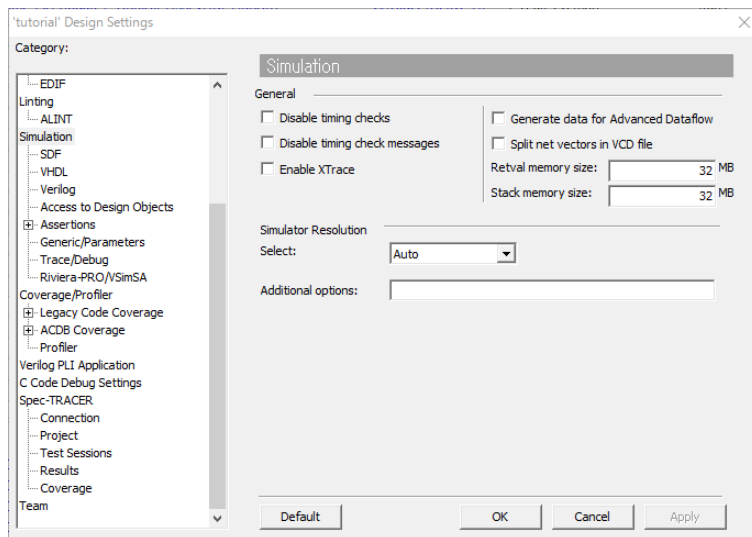 'tutorial' Design Settings
Category:
EDIF
Linting
ALINT
Simulation
SDF
VHDL
Verilog
Access to Design Objects
Assertions
Generic/Parameters
Trace/Debug
Riviera-PRO/VSimSA
Coverage/Profiler
Legacy Code Coverage
ACDB Coverage
Profiler
Verilog PLI Application
C Code Debug Settings
Spec-TRACER
Connection
Project
Test Sessions
Results
Coverage
Team
Simulation
General
Disable timing checks
Disable timing check messages
Enable XTrace
Generate data for Advanced Dataflow
Split net vectors in VCD file
Retval memory size: 32 MB
Stack memory size: 32 MB
Simulator Resolution
Select: Auto
Additional options:
Default OK Cancel Apply